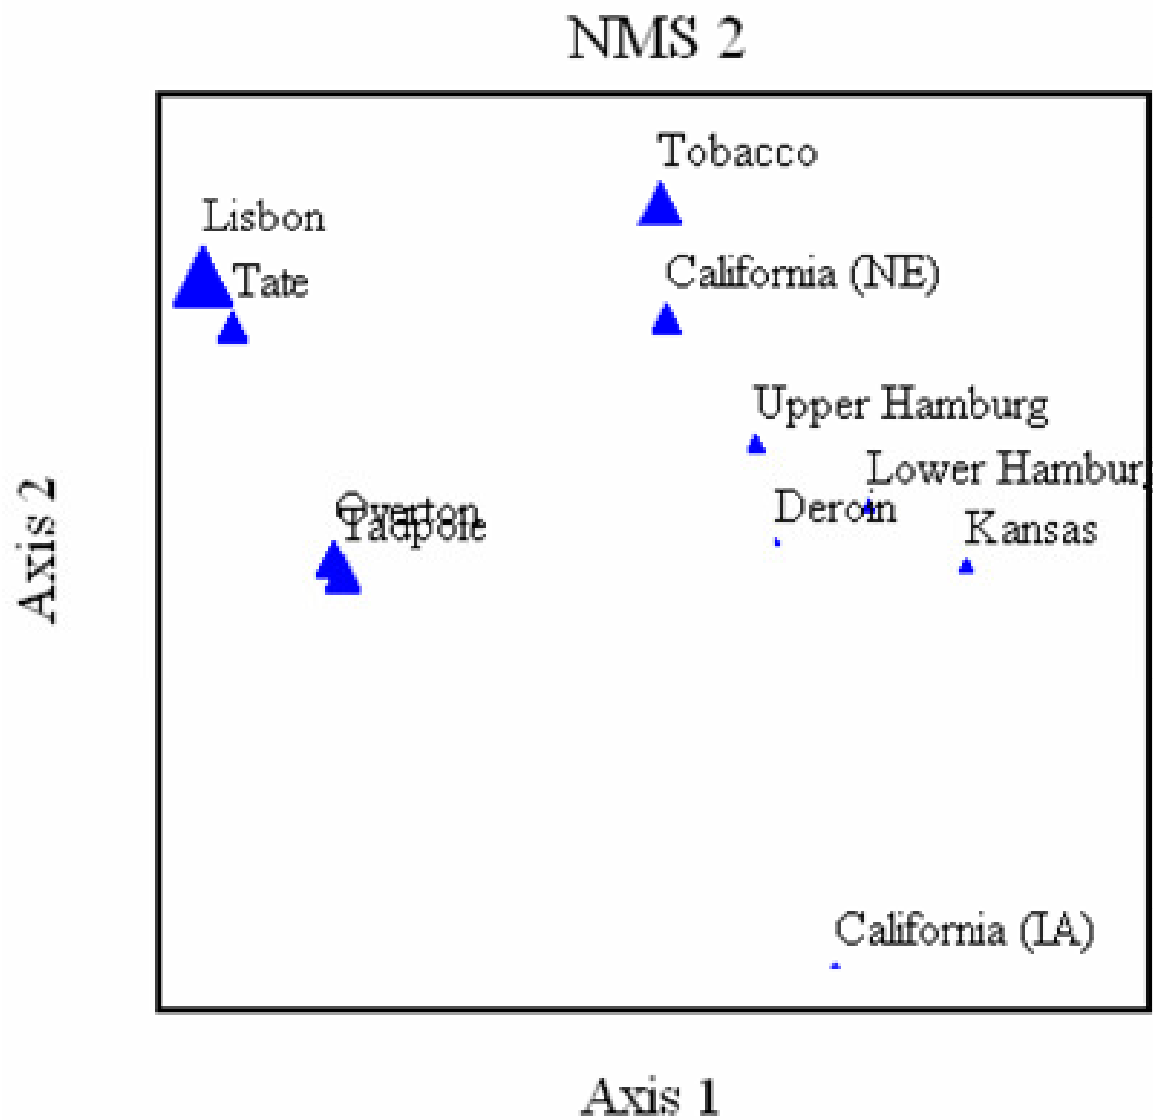 NMS 2
Tobacco
Lisbon
California (NE)
Tate
Upper Hamburg
Lower Hambur
Deroin
Overton
Tadpole
Kansas
Axis 2
California (IA)
Axis 1